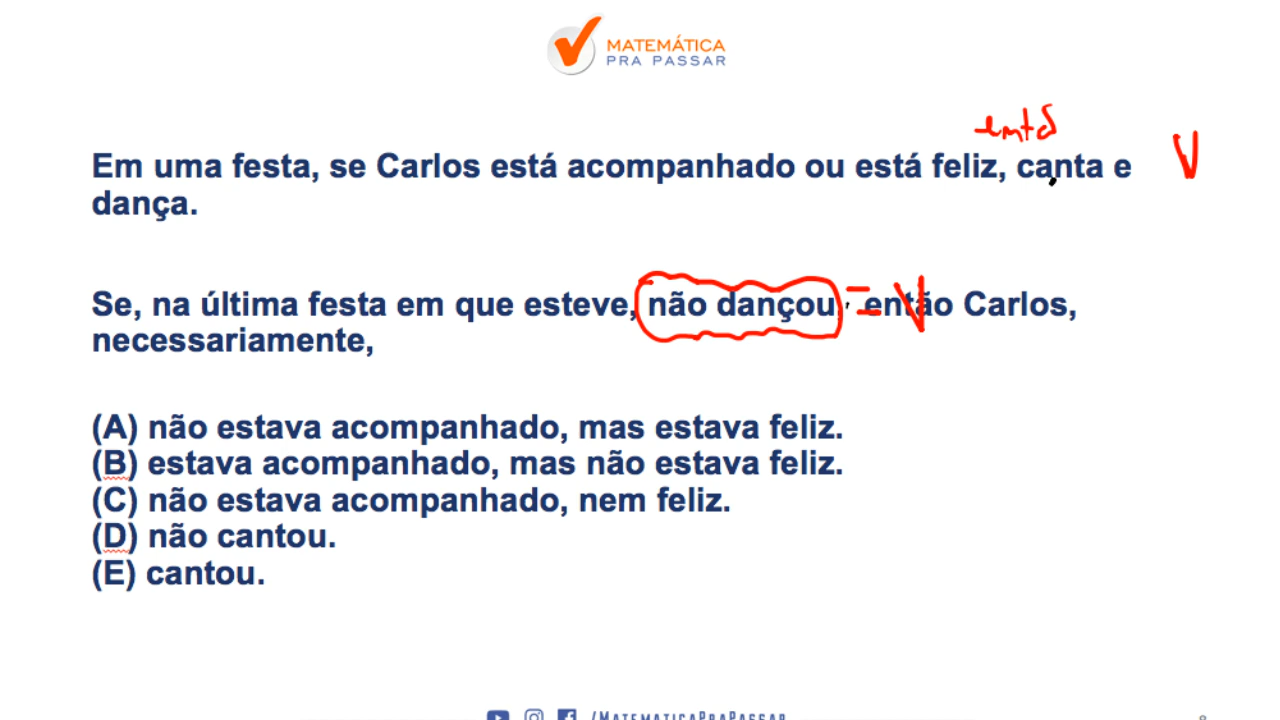 MATEMÁTICA
PRA PASSAR
então
Em uma festa, se Carlos está acompanhado ou está feliz, canta e V
dança.
Se, na última festa em que esteve, não dançou, = V então Carlos,
necessariamente,
(A) não estava acompanhado, mas estava feliz.
(B) estava acompanhado, mas não estava feliz.
(C) não estava acompanhado, nem feliz.
(D) não cantou.
(E) cantou.
/MATEMATICAPRAPASSAR